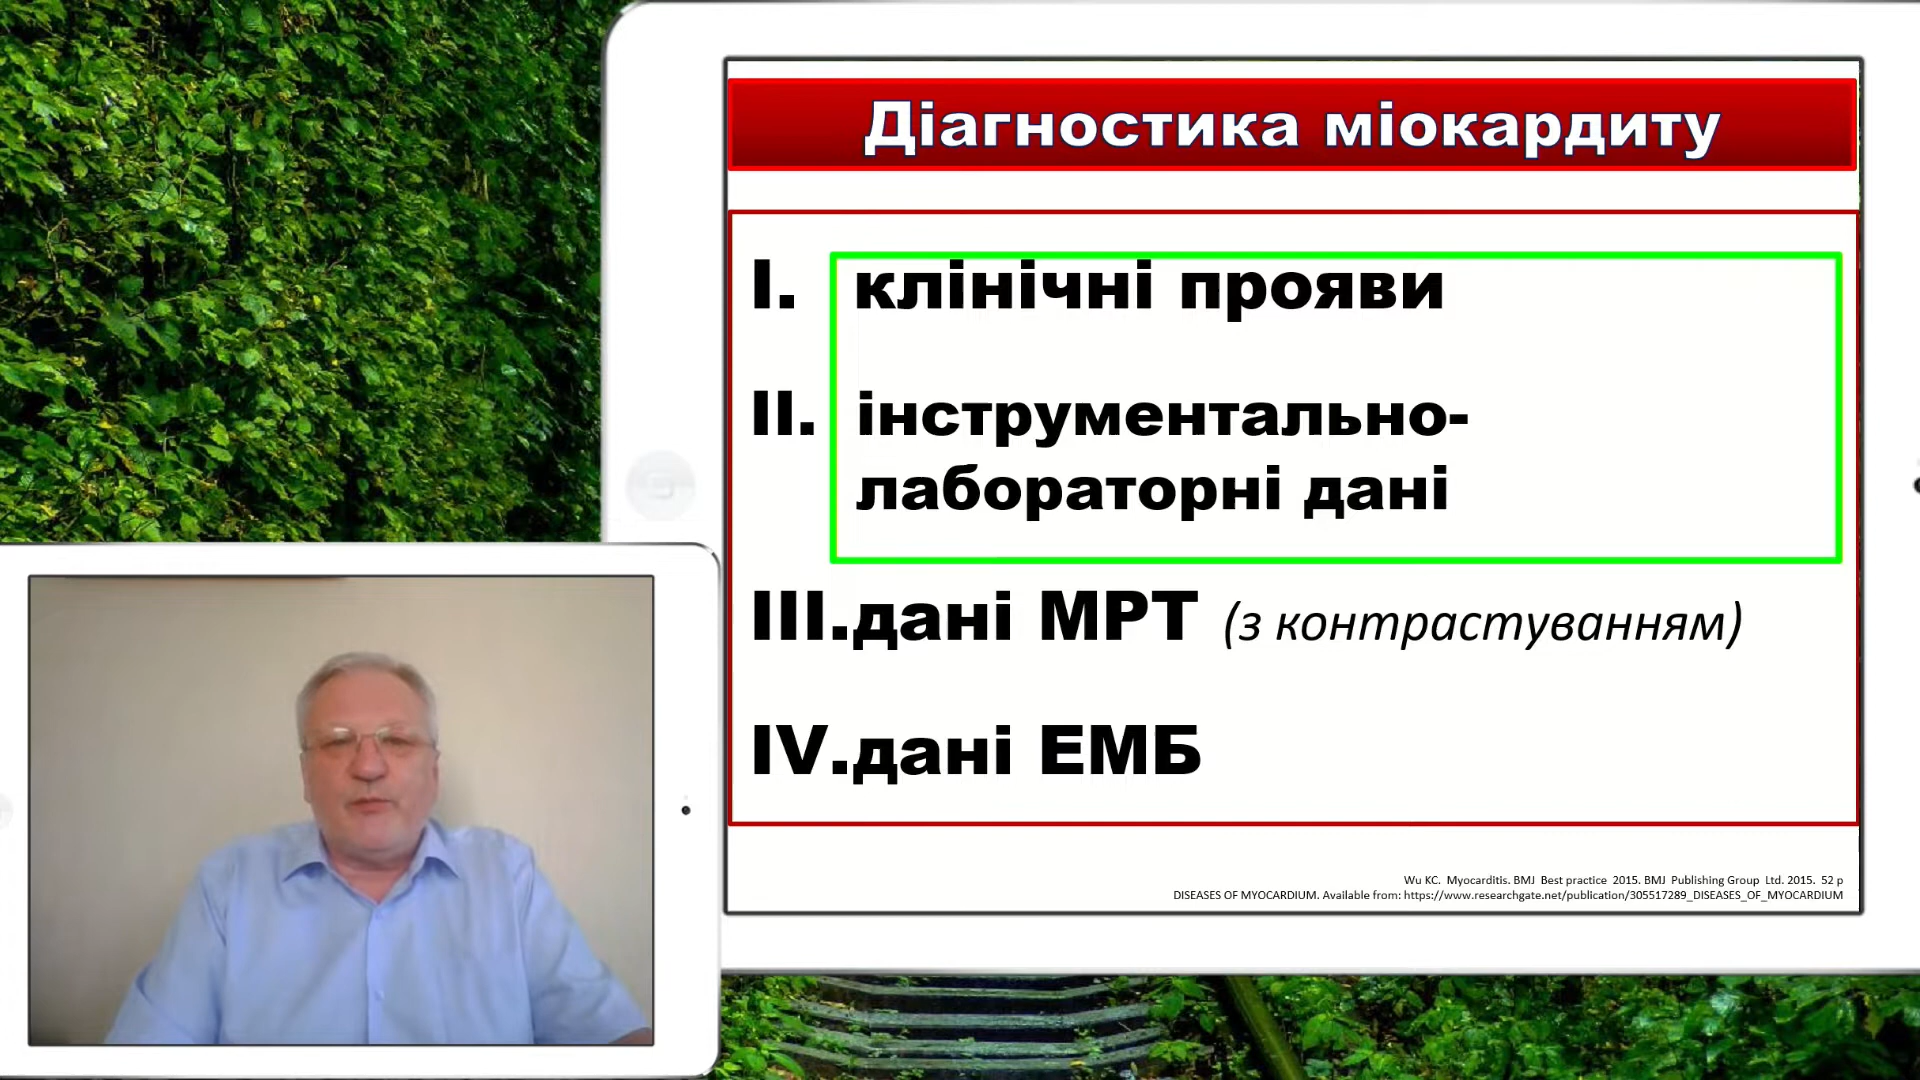 Діагностика міокардиту
I. клінічні прояви
II. інструментально-
лабораторні дані
III.дані МРТ (з контрастуванням)
IV.дані ЕМБ
Wu KC. Myocarditis. BMJ Best practice 2015. BMJ Publishing Group Ltd. 2015. 52 p
DISEASES OF MYOCARDIUM. Available from: https://www.researchgate.net/publication/305517289_DISEASES_OF_MYOCARDIUM